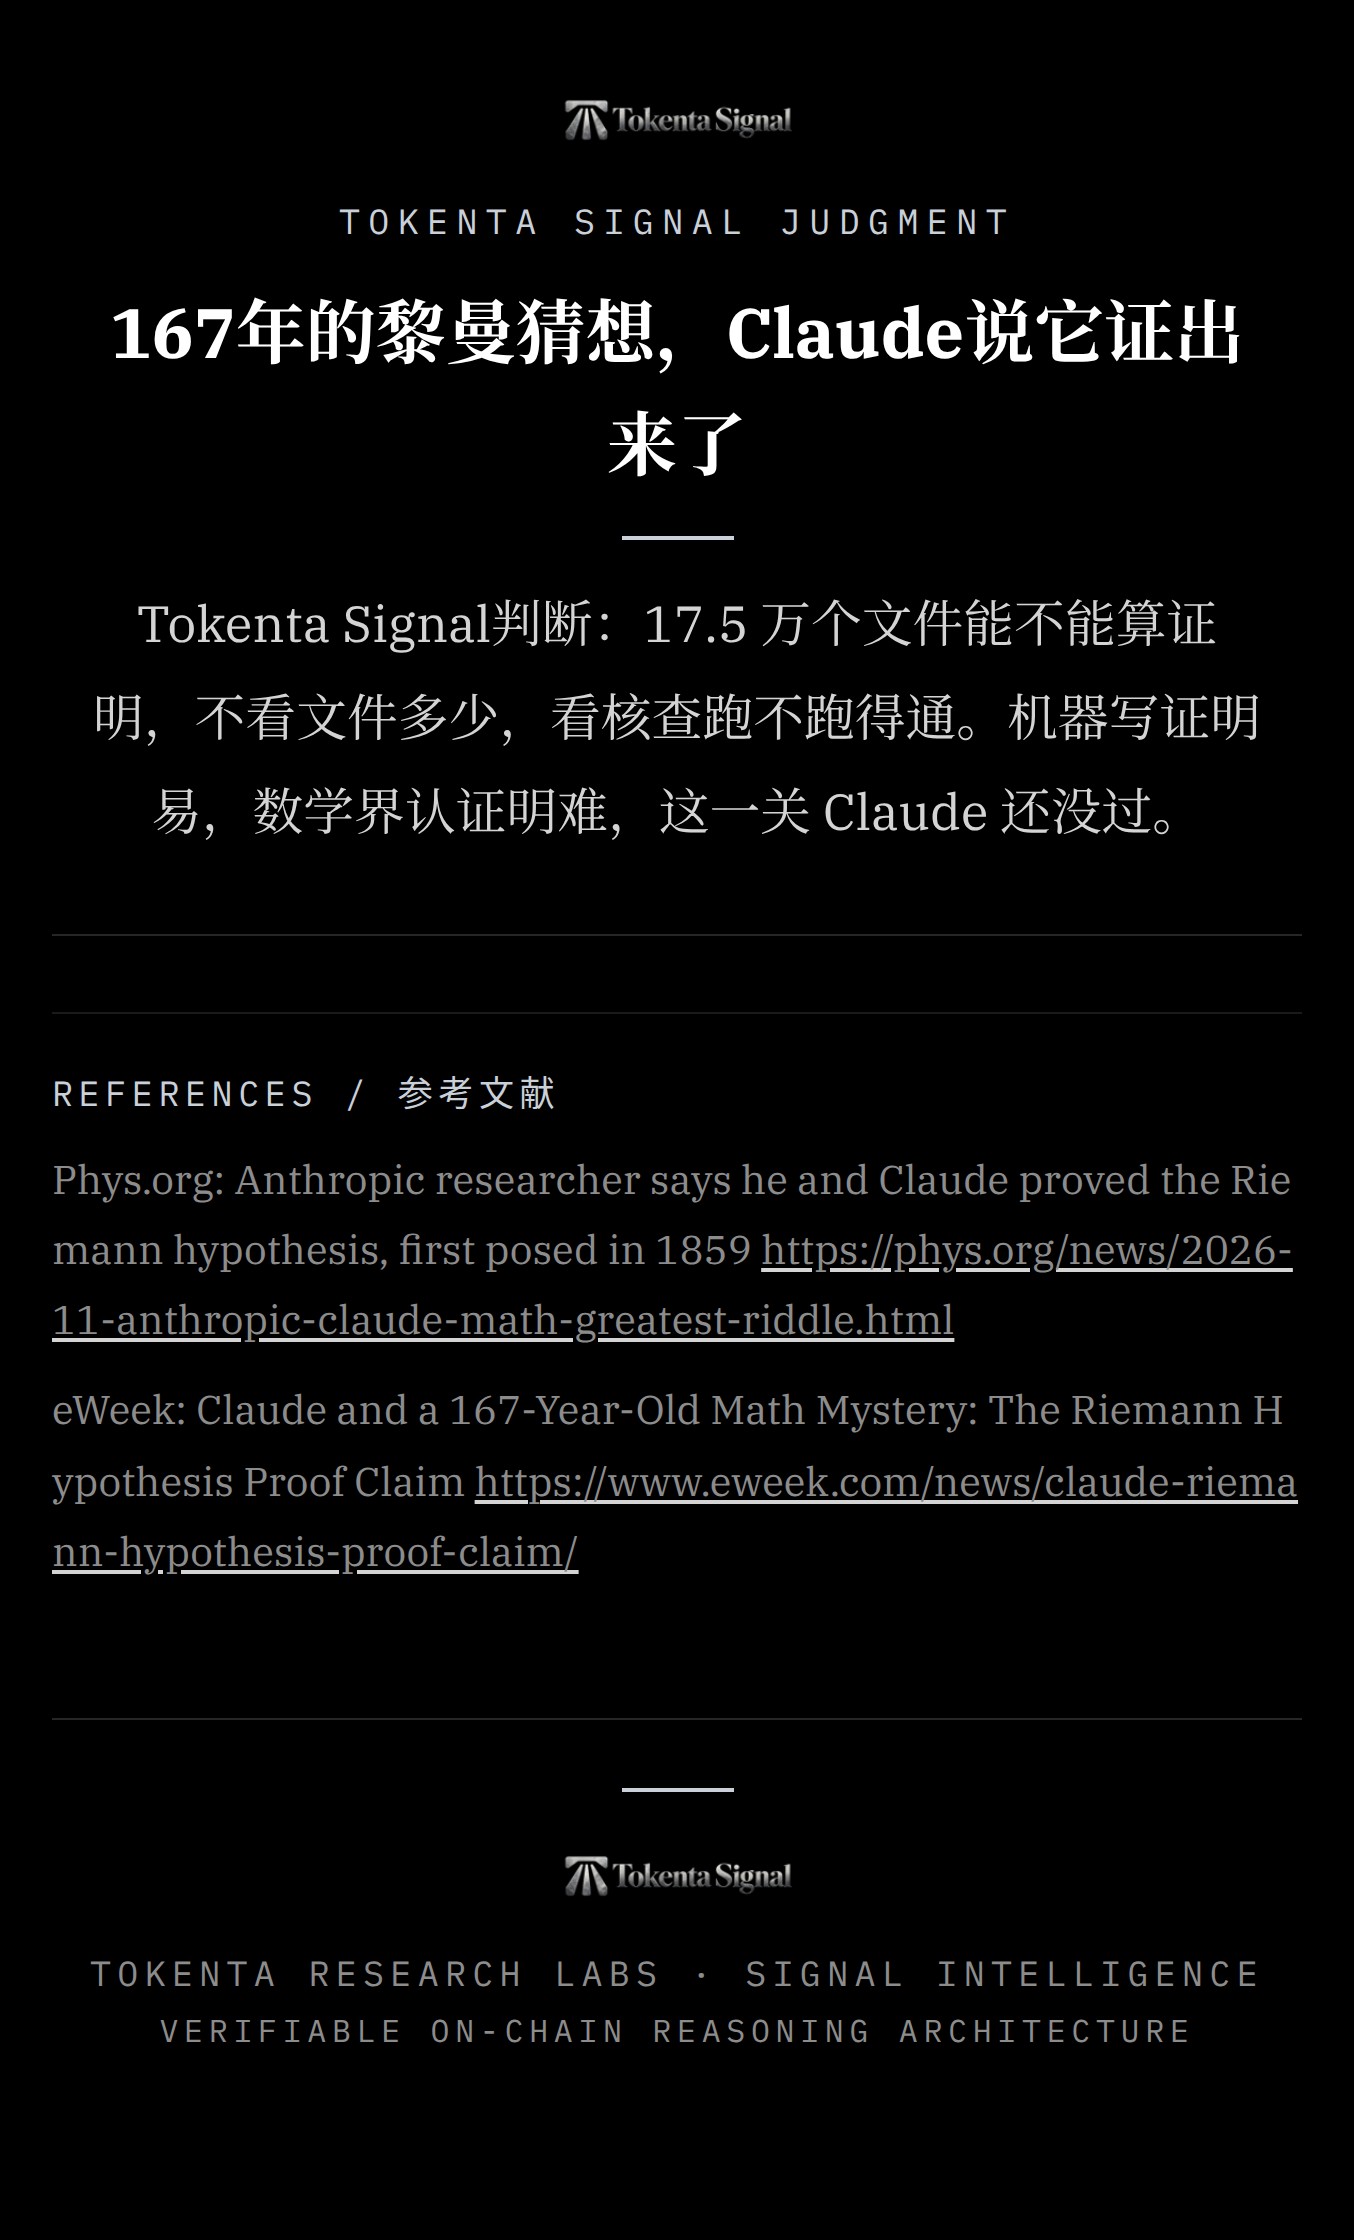 Tokenta Signal
TOKENTA SIGNAL JUDGMENT
167年的黎曼猜想，Claude说它证出
来了
Tokenta Signal判断：17.5 万个文件能不能算证
明，不看文件多少，看核查跑不跑得通。机器写证明
易，数学界认证明难，这一关 Claude 还没过。
REFERENCES / 参考文献
Phys.org: Anthropic researcher says he and Claude proved the Rie
mann hypothesis, first posed in 1859 https://phys.org/news/2026-
11-anthropic-claude-math-greatest-riddle.html
eWeek: Claude and a 167-Year-Old Math Mystery: The Riemann H
ypothesis Proof Claim https://www.eweek.com/news/claude-riema
nn-hypothesis-proof-claim/
Tokenta Signal
TOKENTA RESEARCH LABS · SIGNAL INTELLIGENCE
VERIFIABLE ON-CHAIN REASONING ARCHITECTURE